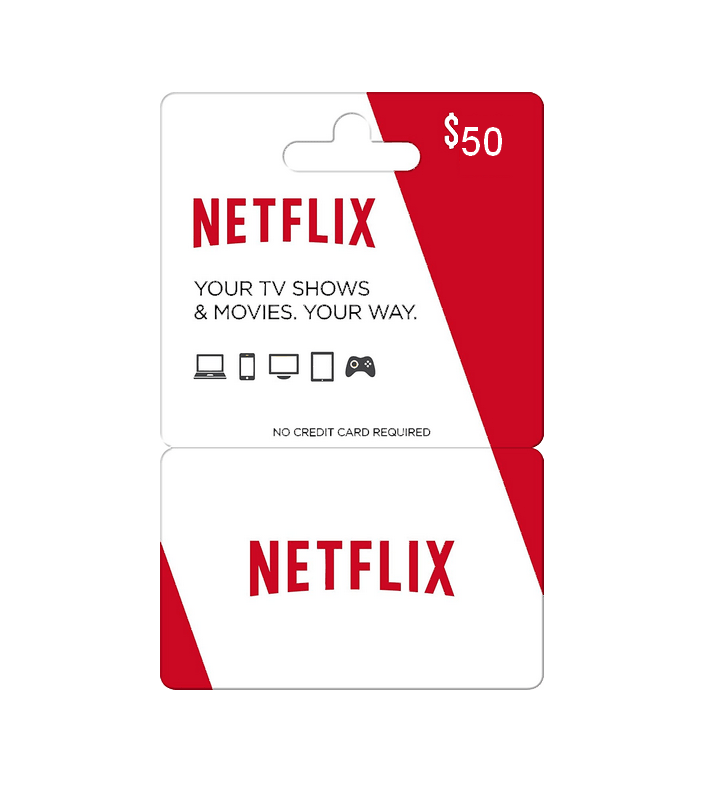 $50
NETFLIX
YOUR TV SHOWS
& MOVIES. YOUR WAY.
NO CREDIT CARD REQUIRED
NETFLIX